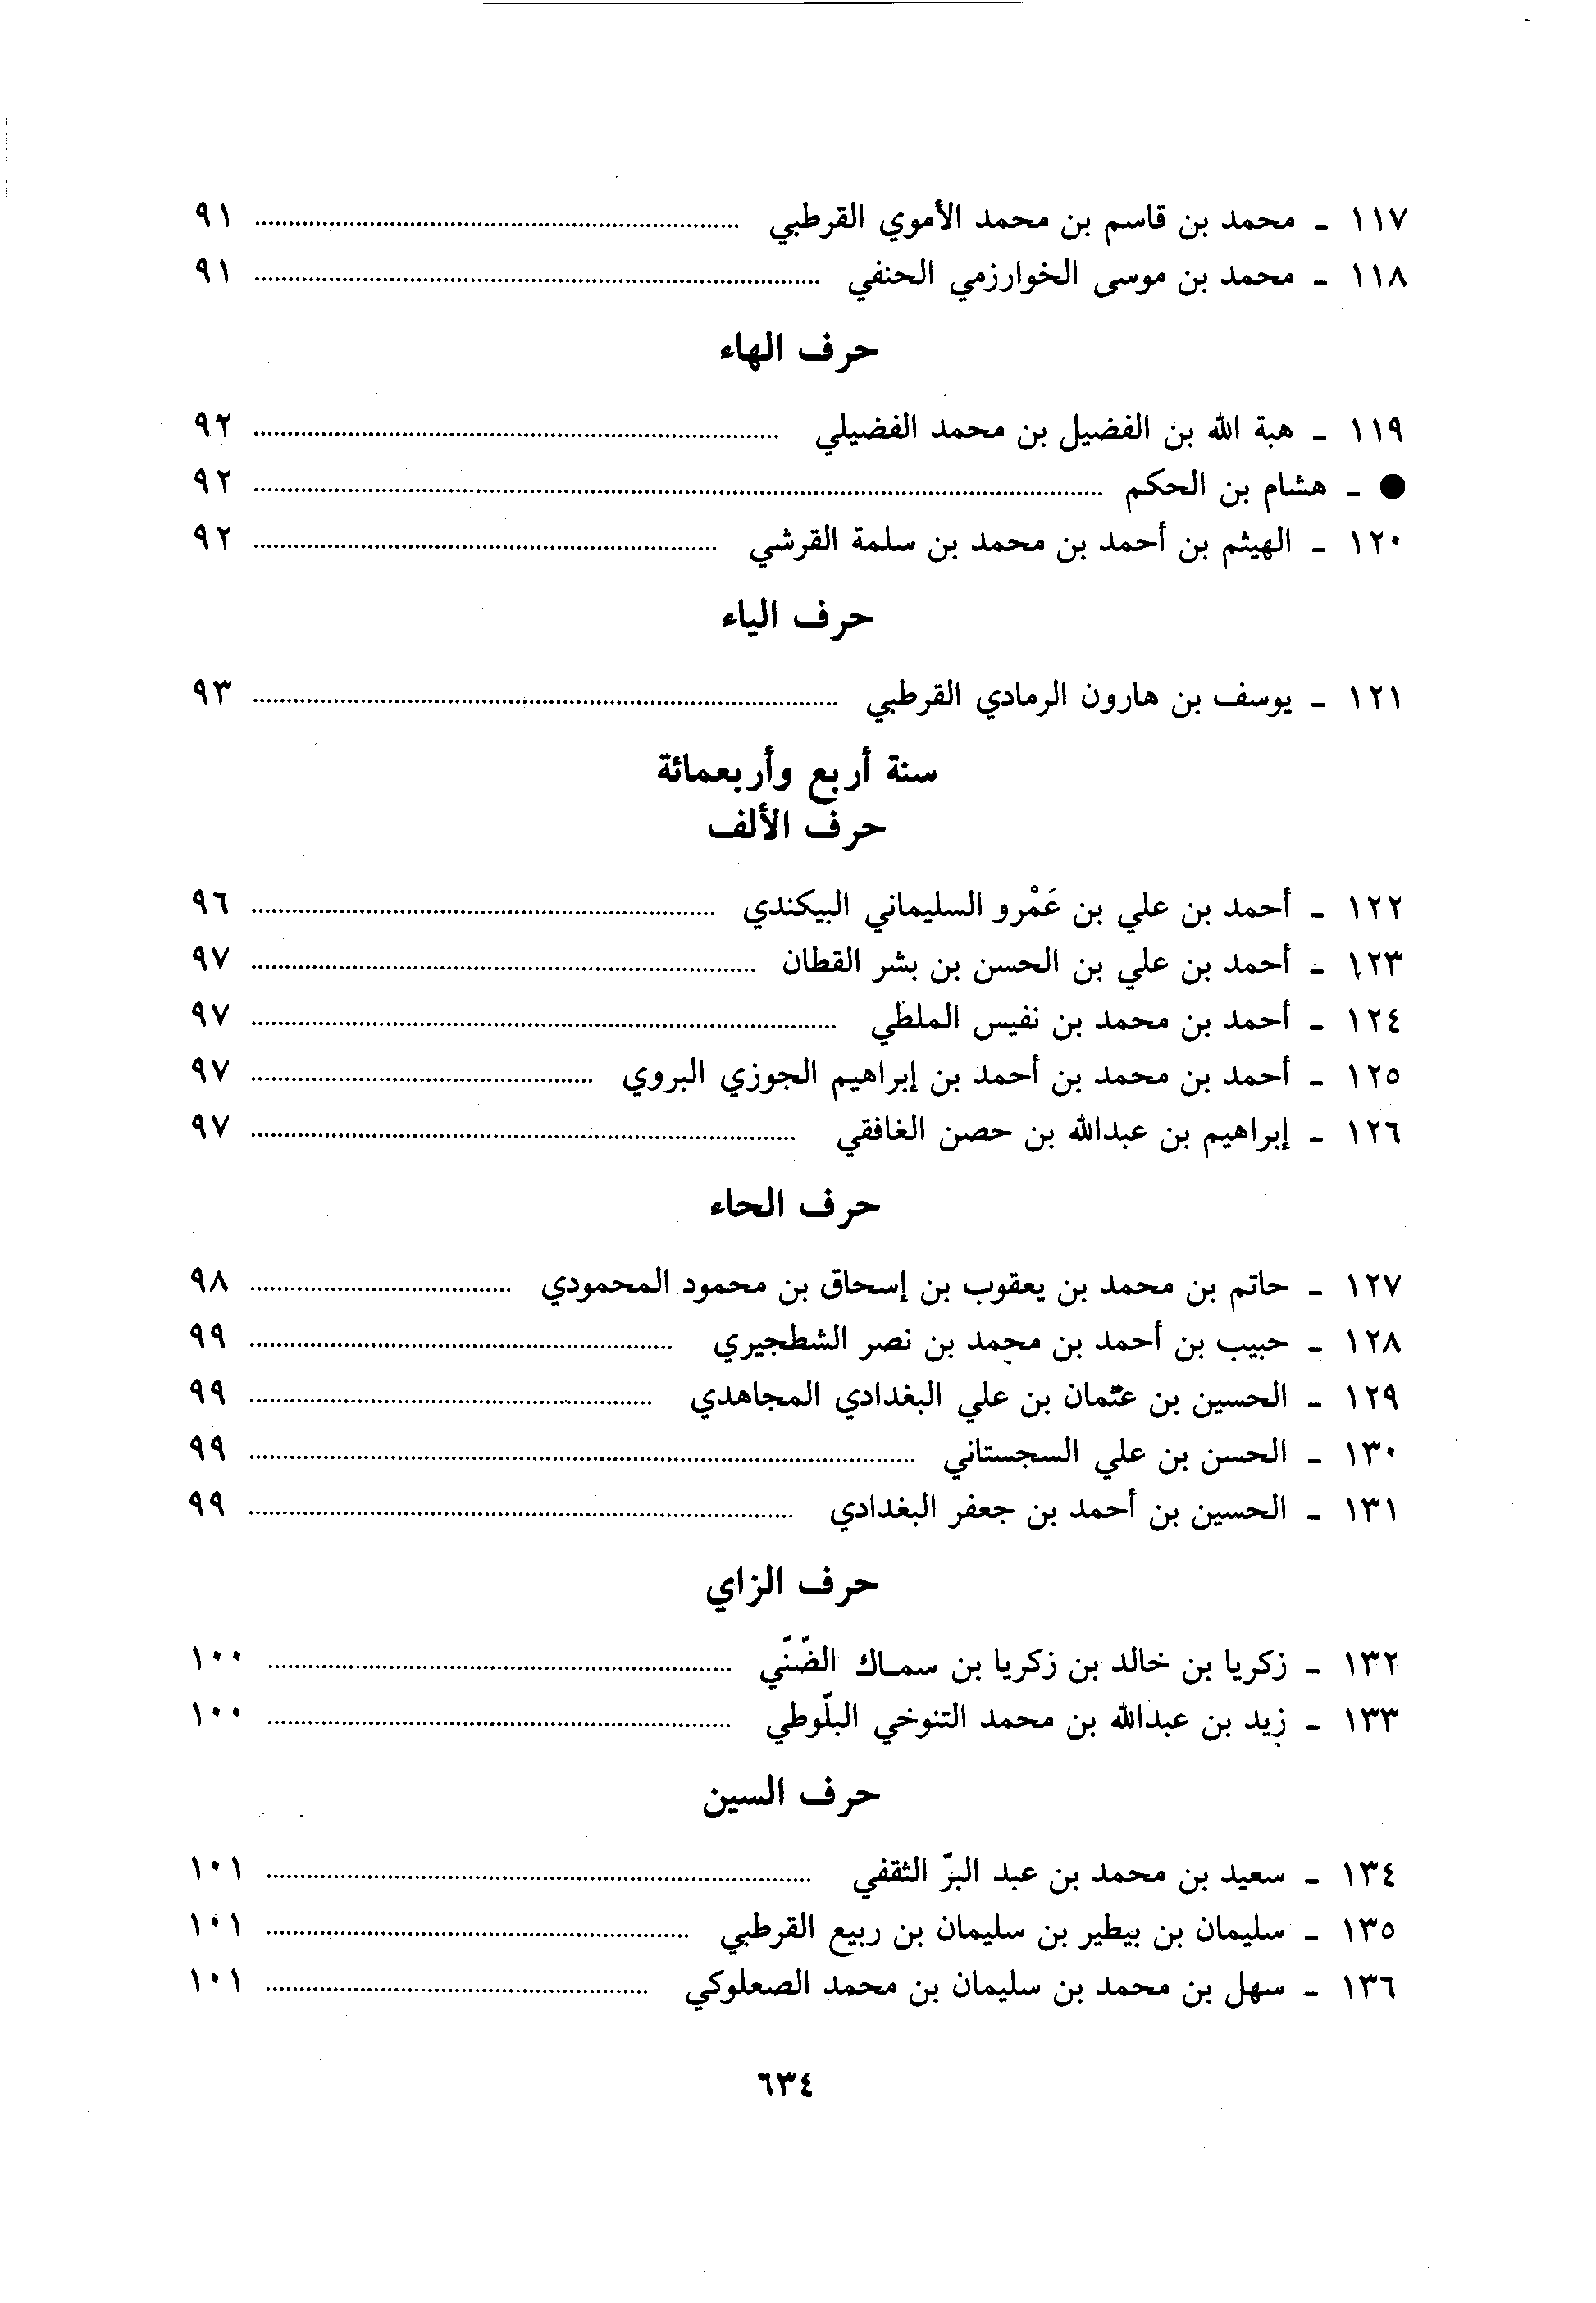 ١١٧ - محمد بن قاسم بن محمد الأموي القرطبي ........ ٩١
١١٨ - محمد بن موسى الخوارزمي الحنفي ........ ٩١
حرف الهاء
١١٩ - هبة الله بن الفضيل بن محمد الفضيلي ........ ٩٢
● - هشام بن الحكم ........ ٩٢
١٢٠ - الهيثم بن أحمد بن محمد بن سلمة القرشي ........ ٩٢
حرف الياء
١٢١ - يوسف بن هارون الرمادي القرطبي ........ ٩٣
سنة أربع وأربعمائة
حرف الألف
١٢٢ - أحمد بن علي بن عَمْرو السليماني البيكندي ........ ٩٦
١٢٣ - أحمد بن علي بن الحسن بن بشر القطان ........ ٩٧
١٢٤ - أحمد بن محمد بن نفيس الملطي ........ ٩٧
١٢٥ - أحمد بن محمد بن أحمد بن إبراهيم الجوزي البروي ........ ٩٧
١٢٦ - إبراهيم بن عبدالله بن حصن الغافقي ........ ٩٧
حرف الحاء
١٢٧ - حاتم بن محمد بن يعقوب بن إسحاق بن محمود المحمودي ........ ٩٨
١٢٨ - حبيب بن أحمد بن محمد بن نصر الشطجيري ........ ٩٩
١٢٩ - الحسين بن عثمان بن علي البغدادي المجاهدي ........ ٩٩
١٣٠ - الحسن بن علي السجستاني ........ ٩٩
١٣١ - الحسين بن أحمد بن جعفر البغدادي ........ ٩٩
حرف الزاي
١٣٢ - زكريا بن خالد بن زكريا بن سماك الضّنّي ........ ١٠٠
١٣٣ - زيد بن عبدالله بن محمد التنوخي البلّوطي ........ ١٠٠
حرف السين
١٣٤ - سعيد بن محمد بن عبد البرّ الثقفي ........ ١٠١
١٣٥ - سليمان بن بيطير بن سليمان بن ربيع القرطبي ........ ١٠١
١٣٦ - سهل بن محمد بن سليمان بن محمد الصعلوكي ........ ١٠١
٦٣٤